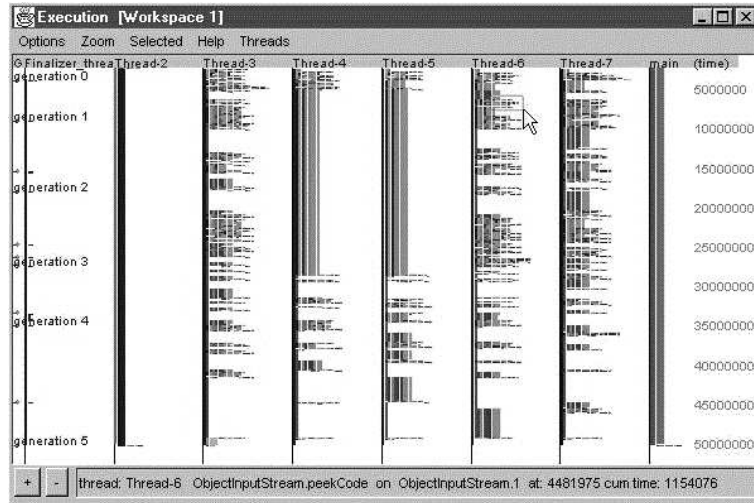 Execution [Workspace 1]
Options Zoom Selected Help Threads
G Finalizer_threa Thread-2 Thread-3 Thread-4 Thread-5 Thread-6 Thread-7 main (time)
generation 0
5000000
generation 1
10000000
15000000
generation 2
20000000
25000000
generation 3
30000000
generation 4
35000000
40000000
45000000
generation 5
50000000
+ - thread: Thread-6 ObjectInputStream.peekCode on ObjectInputStream.1 at: 4481975 cum time: 1154076